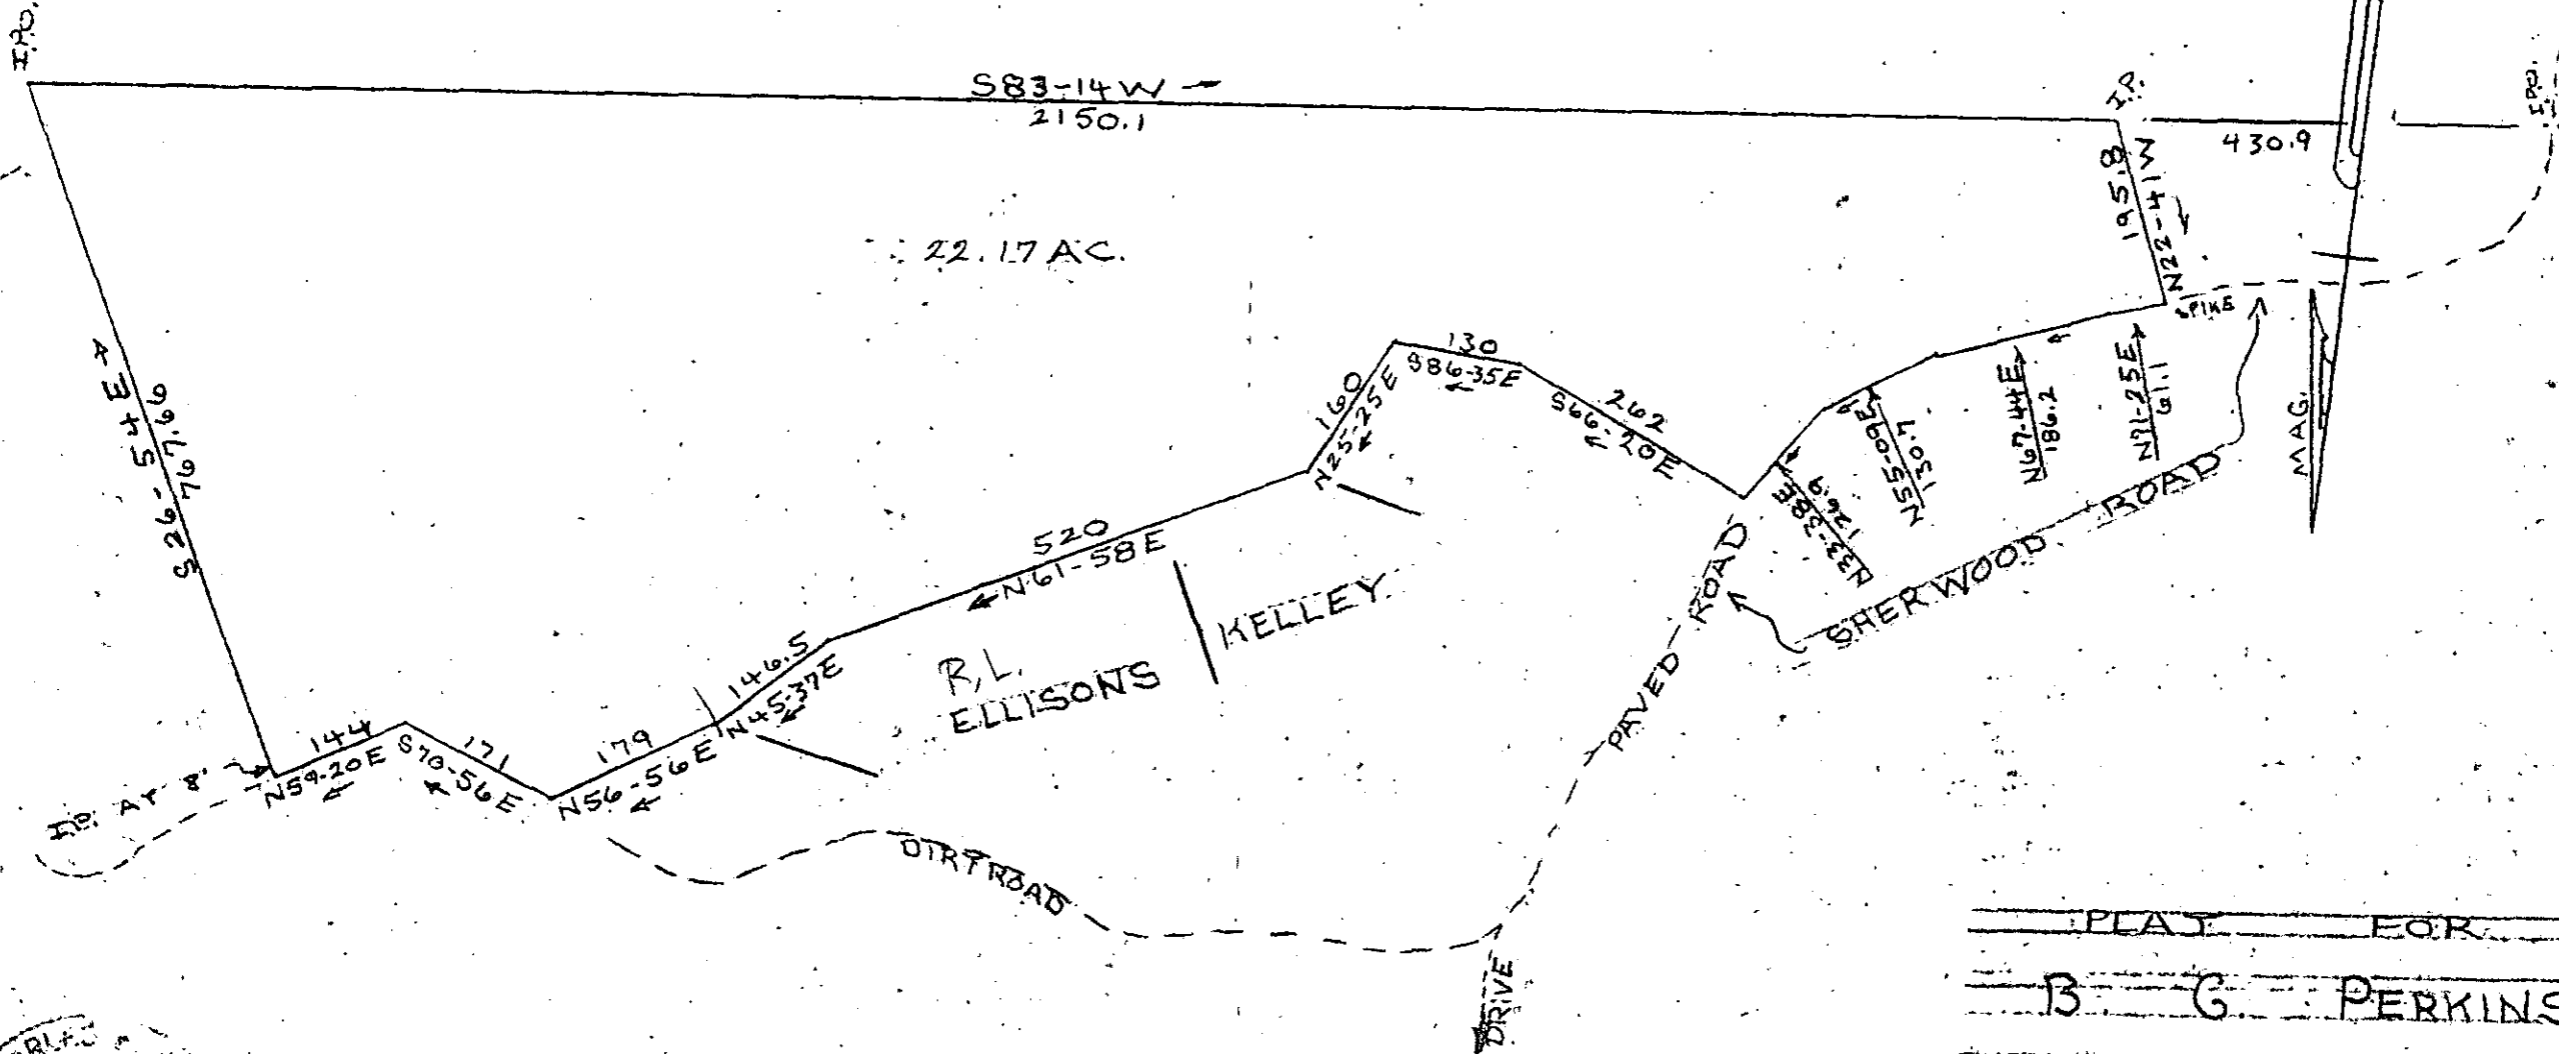 I.P.O.
S83-14W
2150.1
I.P.
430.9
I.P.O.
195.8
N22-41W
22.17 AC.
SPIKE
S26-54E
767.66
130
S86-35E
160
N25-25E
262
S66-20E
N33-38E
126.9
N55-09E
130.7
N67-44E
186.2
N71-25E
61.1
MAG.
520
N61-58E
SHERWOOD ROAD
PAVED ROAD
KELLEY
R.L.
ELLISONS
146.5
N45-37E
179
N56-56E
171
S70-56E
144
N59-20E
I.P. AT 8'
DIRT ROAD
DRIVE
PLAT FOR
B. G. PERKINS